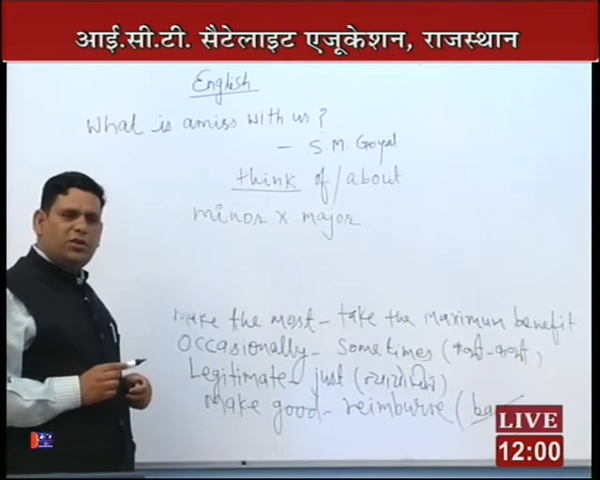 आई.सी.टी. सैटेलाइट एजूकेशन, राजस्थान
English
What is amiss with us?
- S M. Goyal
think of/about
minor x major
Make the most - take the maximum benefit
Occasionally - Sometimes (कभी-कभी)
Legitimate - just (न्यायोचित)
Make good - reimburse (
LIVE
12:00